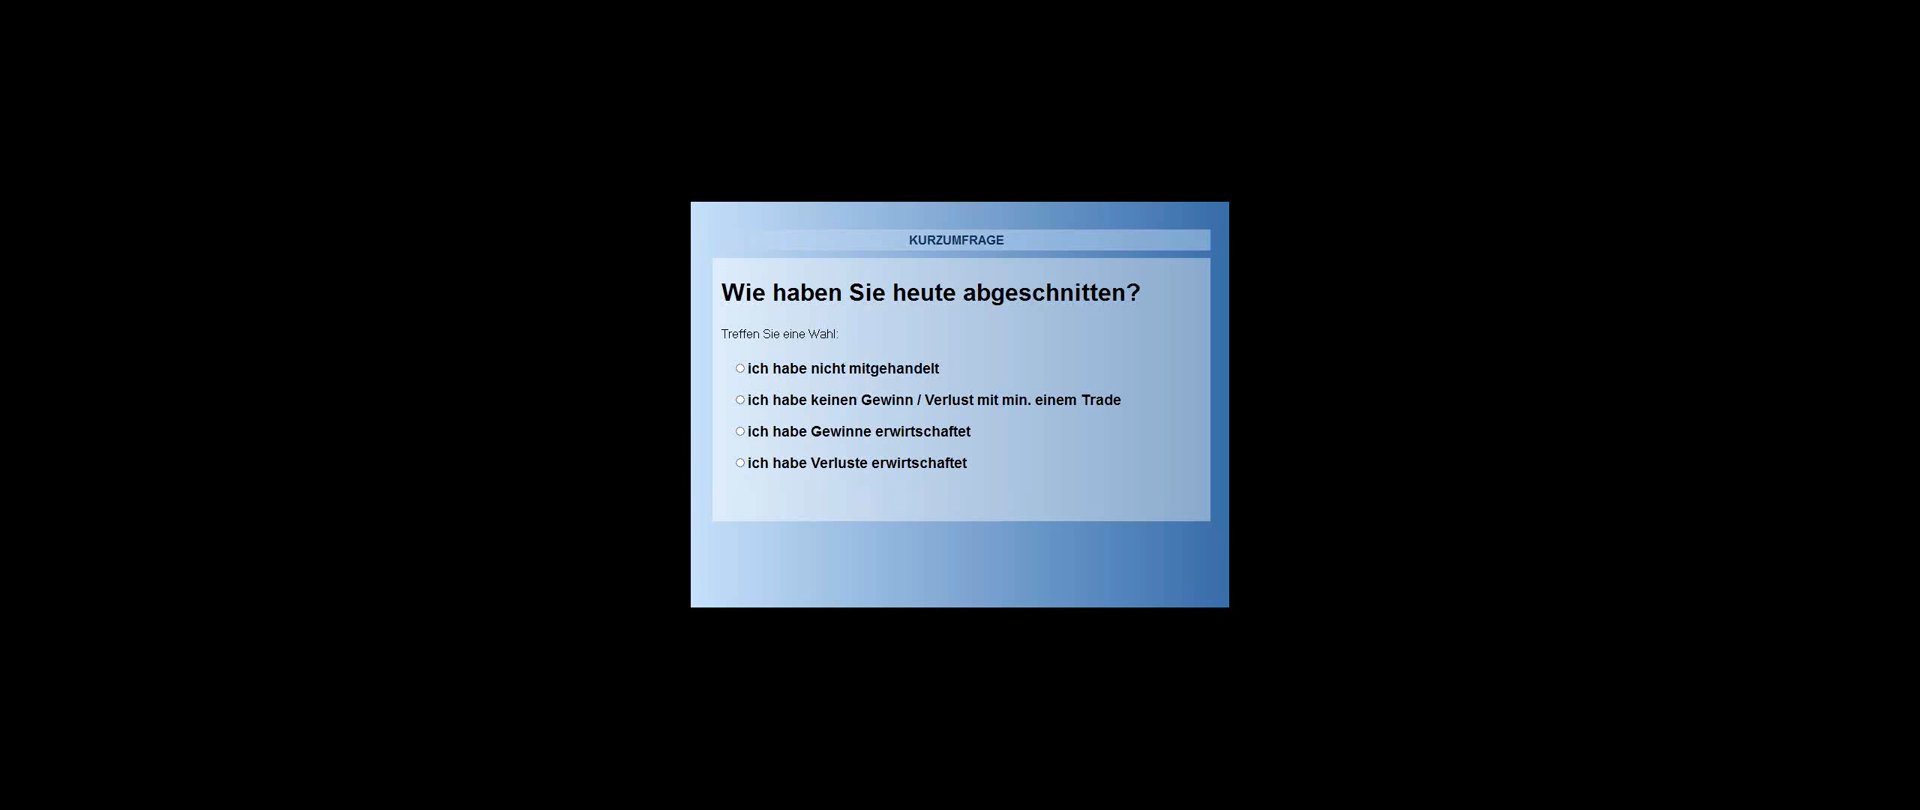 KURZUMFRAGE
Wie haben Sie heute abgeschnitten?
Treffen Sie eine Wahl:
ich habe nicht mitgehandelt
ich habe keinen Gewinn / Verlust mit min. einem Trade
ich habe Gewinne erwirtschaftet
ich habe Verluste erwirtschaftet